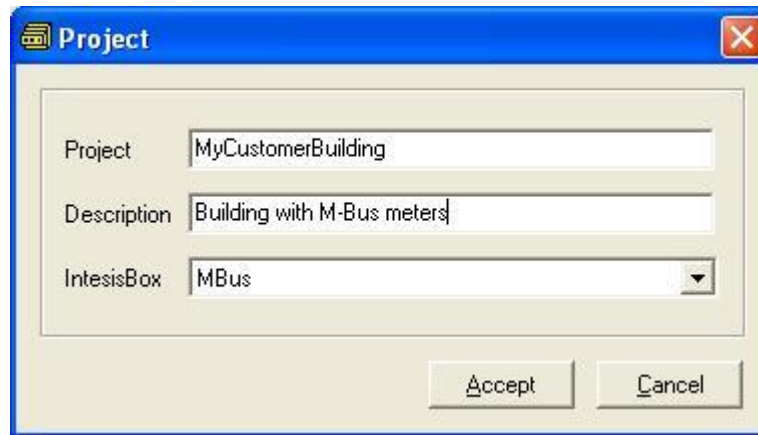 Project
Project MyCustomerBuilding
Description Building with M-Bus meters
IntesisBox MBus
Accept Cancel